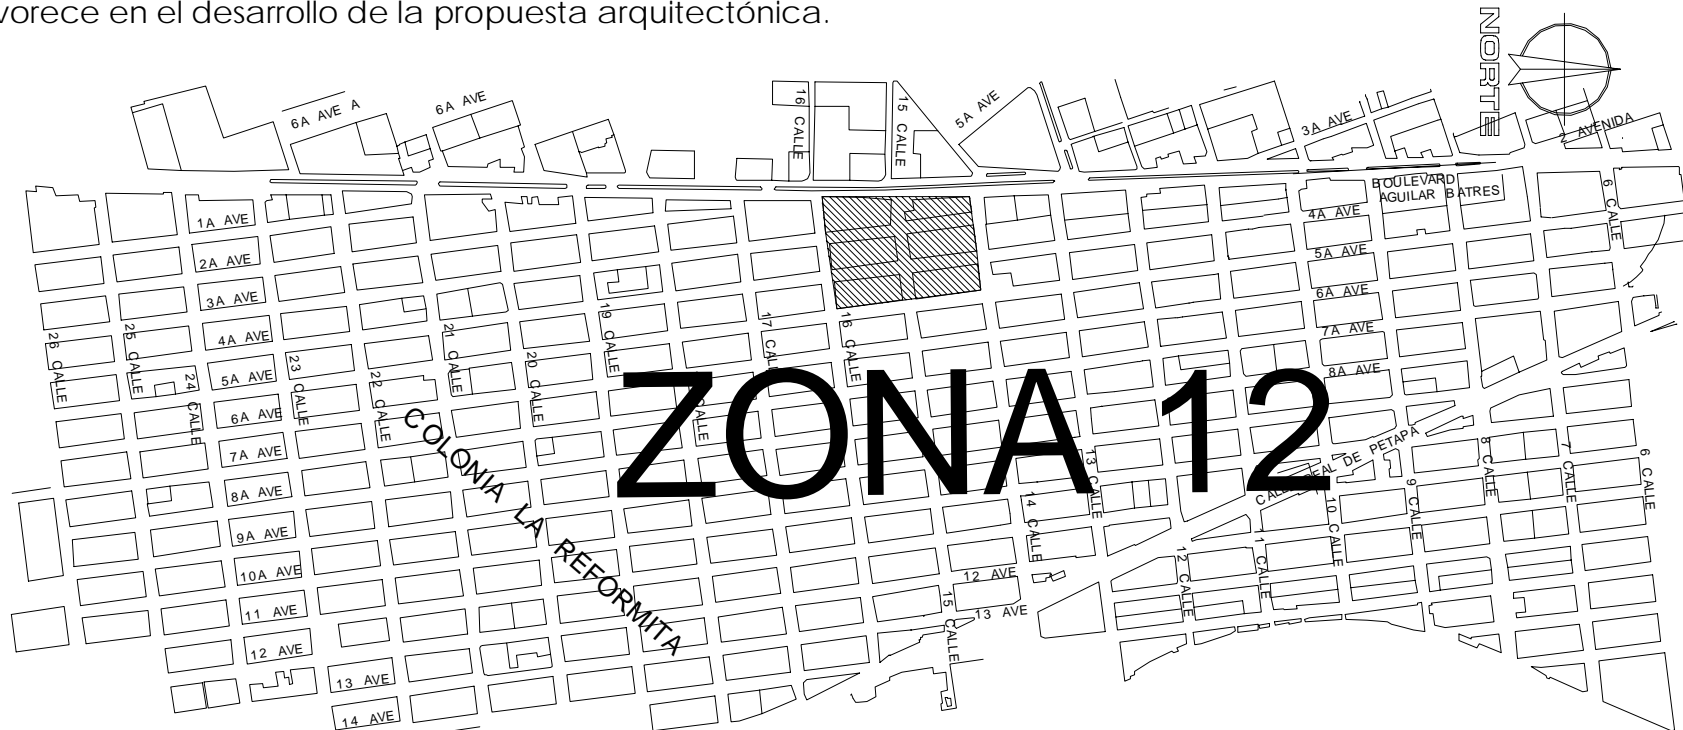 vorece en el desarrollo de la propuesta arquitectónica.
NORTE
6A AVE A
6A AVE
16 CALLE
15 CALLE
5A AVE
3A AVE
AVENIDA
BOULEVARD
AGUILAR BATRES
6 CALLE
1A AVE
2A AVE
3A AVE
4A AVE
5A AVE
6A AVE
7A AVE
8A AVE
9A AVE
10A AVE
11 AVE
12 AVE
13 AVE
14 AVE
4A AVE
5A AVE
6A AVE
7A AVE
8A AVE
26 CALLE
25 CALLE
24 CALLE
23 CALLE
22 CALLE
21 CALLE
20 CALLE
19 CALLE
CALLE
17 CALLE
16 CALLE
ZONA 12
COLONIA LA REFORMITA
DE PETAPA
14 CALLE
13 CALLE
12 CALLE
CALLE
10 CALLE
9 CALLE
8 CALLE
7 CALLE
6 CALLE
12 AVE
13 AVE
15 CALLE